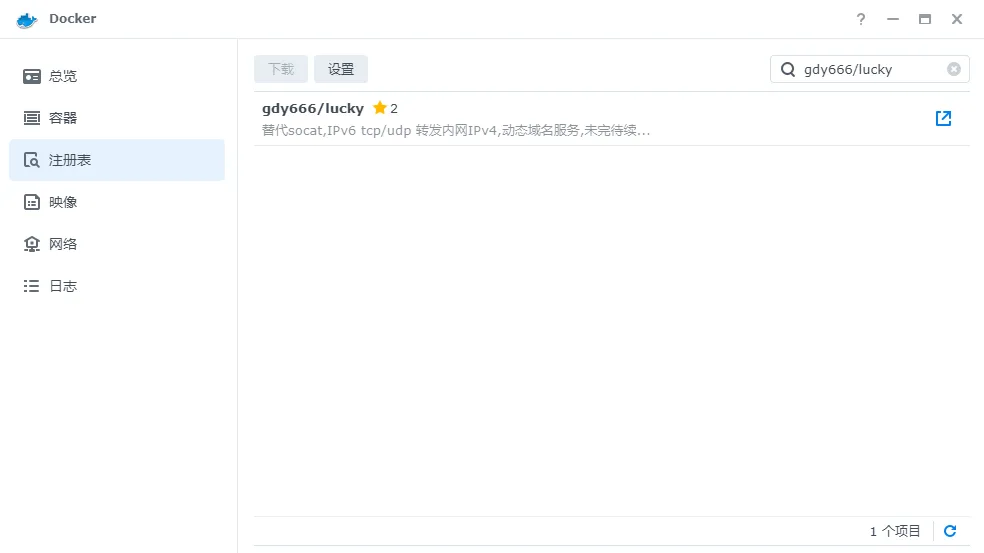 Docker
总览
容器
注册表
映像
网络
日志
下载 设置 gdy666/lucky
gdy666/lucky 2
替代socat,IPv6 tcp/udp 转发内网IPv4,动态域名服务,未完待续...
1 个项目